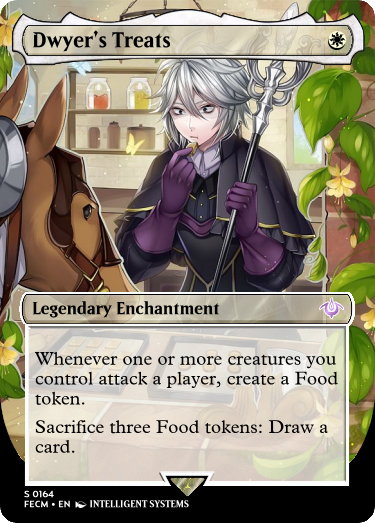 Dwyer's Treats
Legendary Enchantment
Whenever one or more creatures you
control attack a player, create a Food
token.
Sacrifice three Food tokens: Draw a
card.
S 0164
FECM • EN INTELLIGENT SYSTEMS